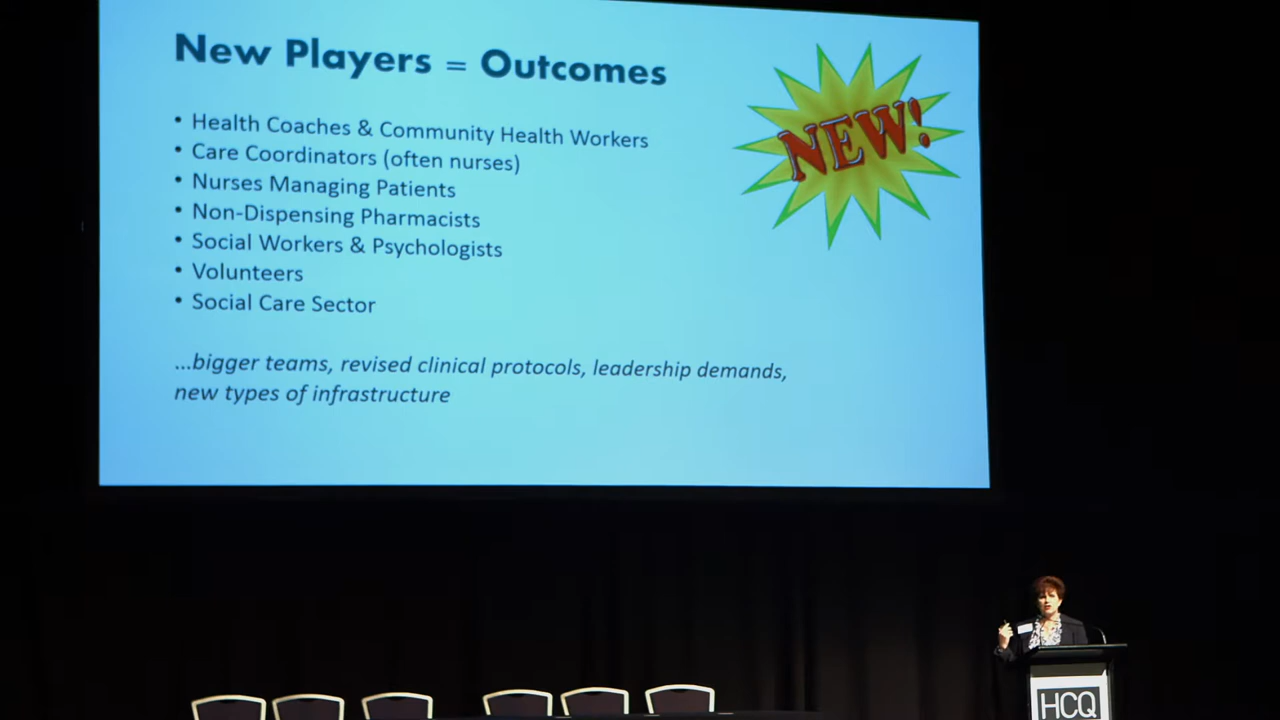 New Players = Outcomes
NEW!
• Health Coaches & Community Health Workers
• Care Coordinators (often nurses)
• Nurses Managing Patients
• Non-Dispensing Pharmacists
• Social Workers & Psychologists
• Volunteers
• Social Care Sector
...bigger teams, revised clinical protocols, leadership demands,
new types of infrastructure
HCQ